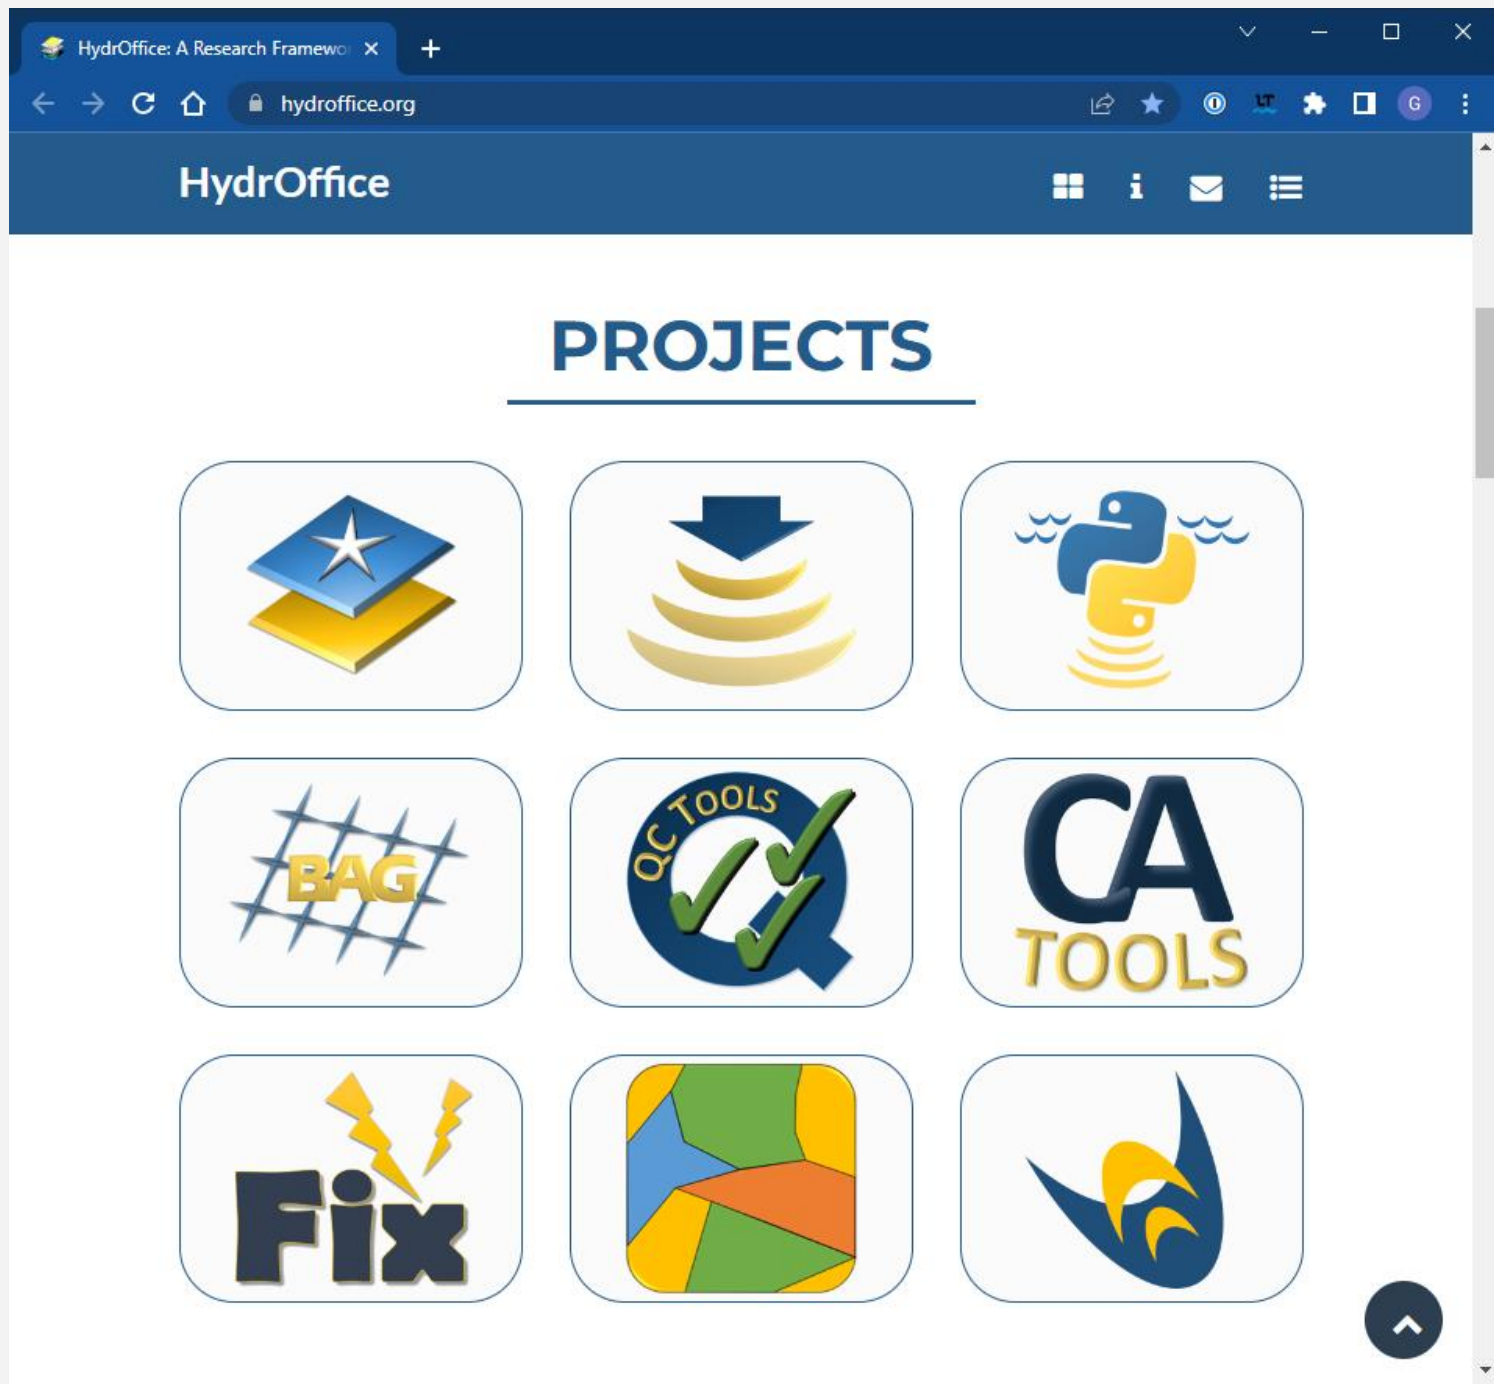 HydrOffice: A Research Framewo
hydroffice.org
G
HydrOffice
PROJECTS
BAG
QC TOOLS
CA
TOOLS
Fix